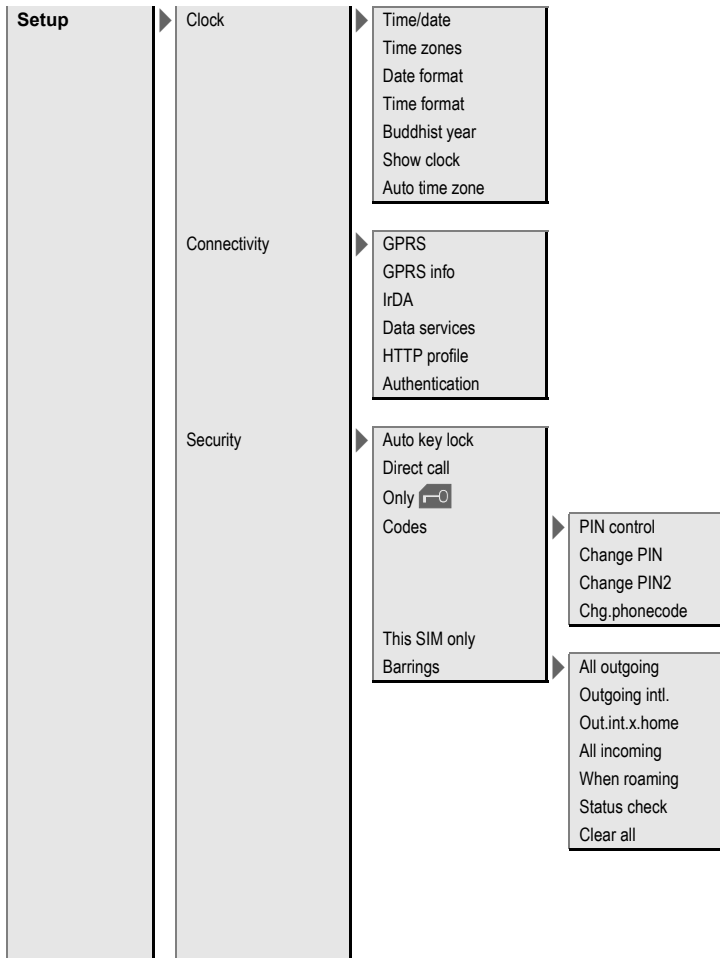 Setup
Clock
Time/date
Time zones
Date format
Time format
Buddhist year
Show clock
Auto time zone
Connectivity
GPRS
GPRS info
IrDA
Data services
HTTP profile
Authentication
Security
Auto key lock
Direct call
Only
Codes
PIN control
Change PIN
Change PIN2
Chg.phonecode
This SIM only
Barrings
All outgoing
Outgoing intl.
Out.int.x.home
All incoming
When roaming
Status check
Clear all